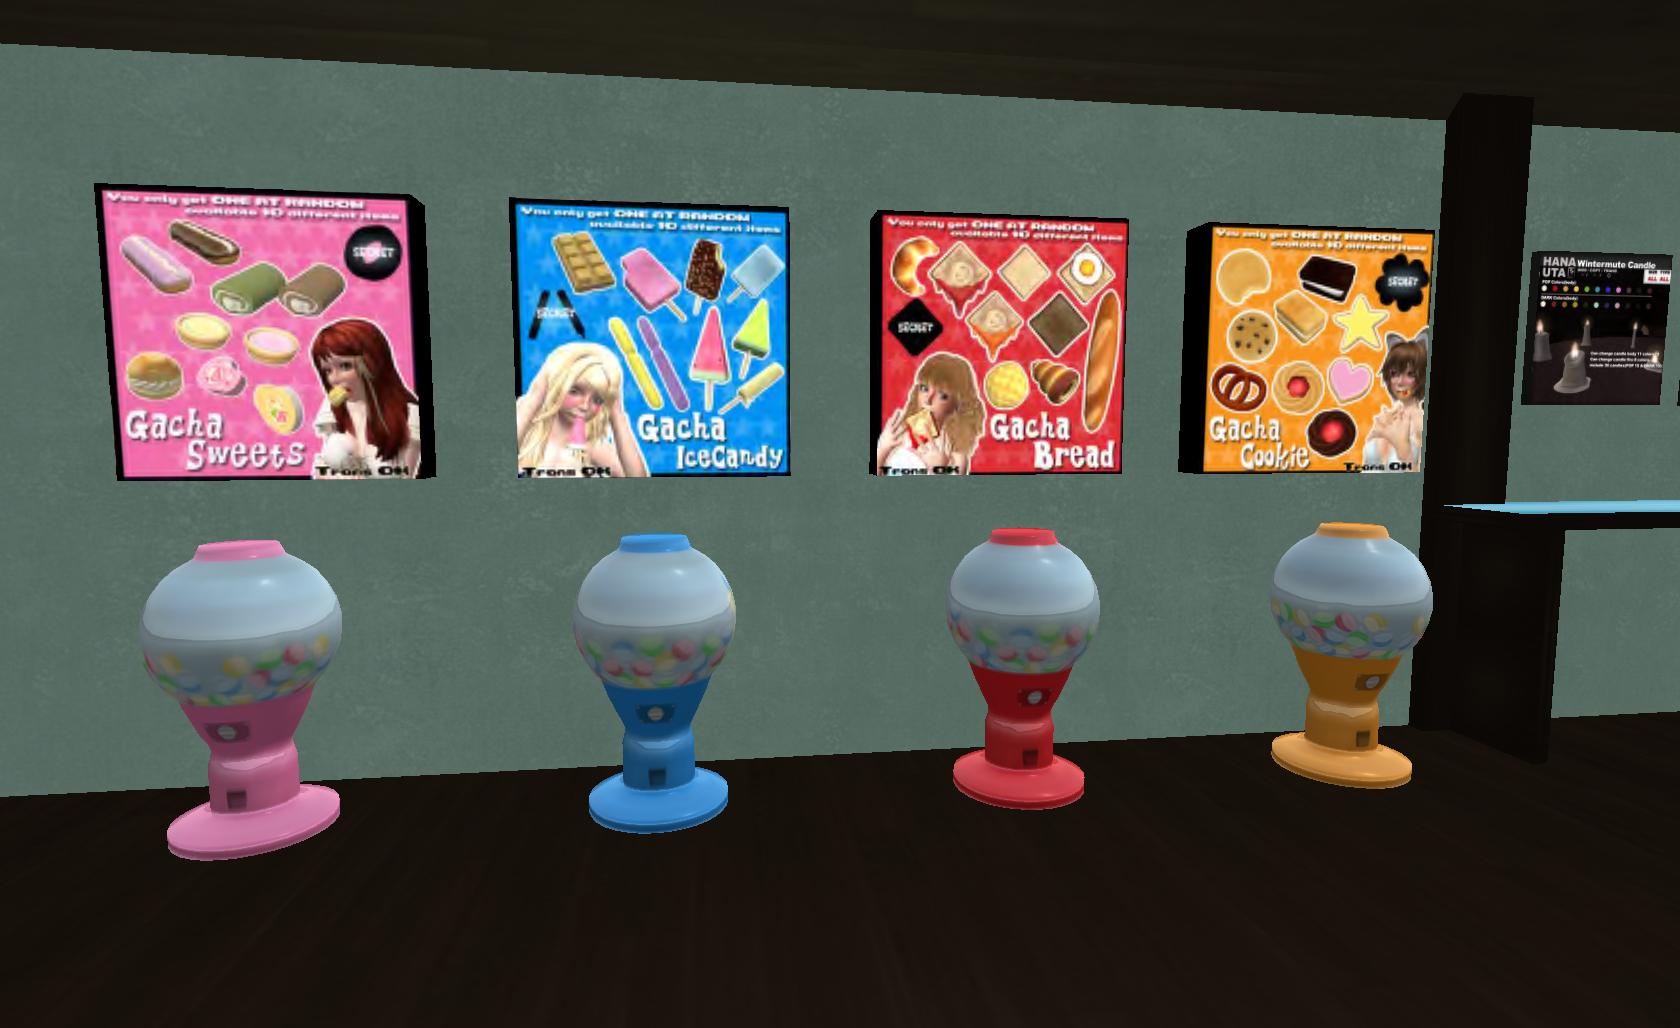 You only get ONE AT RANDOM
available 10 different items
SECRET
Gacha
Sweets
Trans OK
You only get ONE AT RANDOM
available 10 different items
SECRET
Gacha
IceCandy
Trans OK
You only get ONE AT RANDOM
available 10 different items
SECRET
Gacha
Bread
Trans OK
You only get ONE AT RANDOM
available 10 different items
SECRET
Gacha
Cookie
Trans OK
HANA
UTA
Wintermute Candle